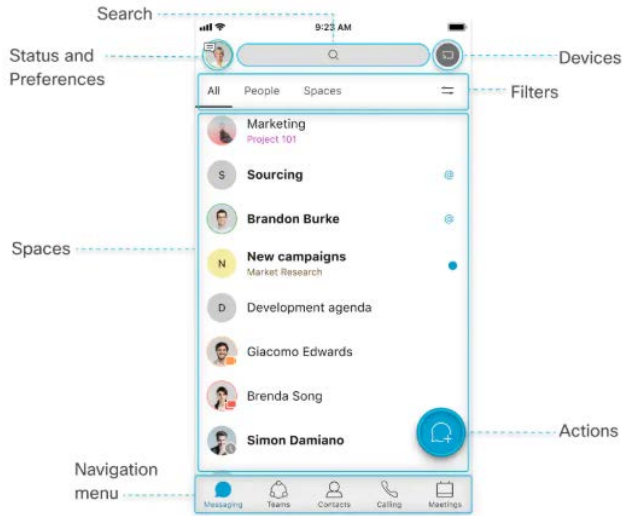 Search
9:23 AM
Status and
Preferences
Devices
All People Spaces
Filters
Marketing
Project 101
S Sourcing @
Brandon Burke @
Spaces
N New campaigns
Market Research
D Development agenda
Giacomo Edwards
Brenda Song
Simon Damiano
Actions
Navigation
menu
Messaging Teams Contacts Calling Meetings